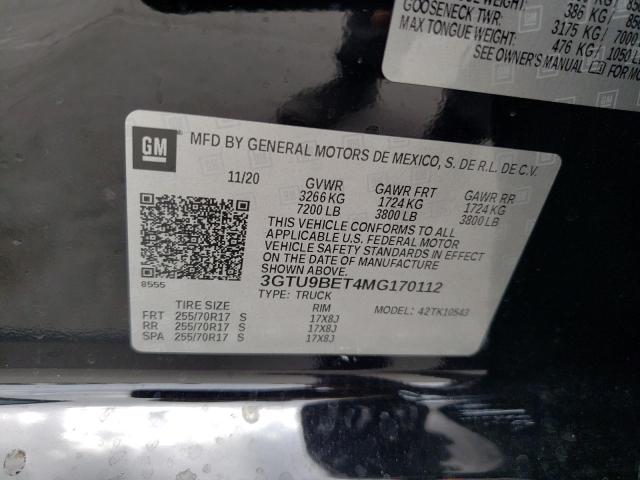 GOOSENECK TWR:
386 KG/
MAX TONGUE WEIGHT: 3175 KG/ 7000
476 KG/ 1050
SEE OWNER'S MANUAL FOR
GM
MFD BY GENERAL MOTORS DE MEXICO, S. DE R.L. DE C.V.
11/20 GVWR GAWR FRT GAWR RR
3266 KG 1724 KG 1724 KG
7200 LB 3800 LB 3800 LB
THIS VEHICLE CONFORMS TO ALL
APPLICABLE U.S. FEDERAL MOTOR
VEHICLE SAFETY STANDARDS IN EFFECT
ON THE DATE OF MANUFACTURE
SHOWN ABOVE.
8555
3GTU9BET4MG170112
TYPE: TRUCK MODEL: 42TK10543
TIRE SIZE RIM
FRT 255/70R17 S 17X8J
RR 255/70R17 S 17X8J
SPA 255/70R17 S 17X8J